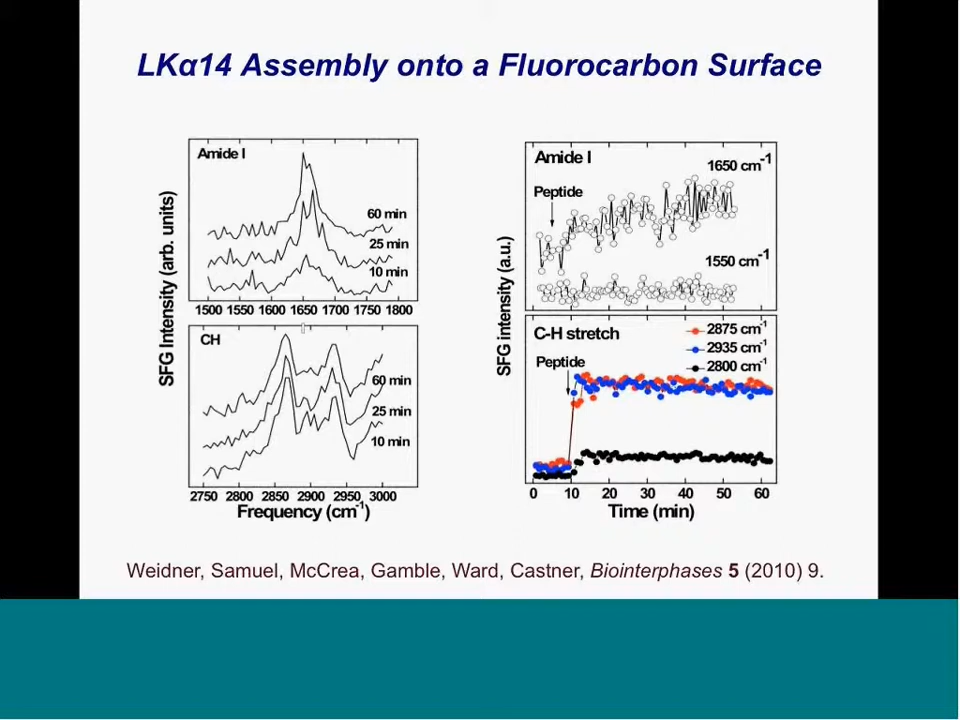 LKα14 Assembly onto a Fluorocarbon Surface
SFG Intensity (arb. units)
Amide I
60 min
25 min
10 min
1500 1550 1600 1650 1700 1750 1800
CH
60 min
25 min
10 min
2750 2800 2850 2900 2950 3000
Frequency (cm-1)
SFG intensity (a.u.)
Amide I
1650 cm-1
Peptide
1550 cm-1
C-H stretch
2875 cm-1
2935 cm-1
Peptide
2800 cm-1
0 10 20 30 40 50 60
Time (min)
Weidner, Samuel, McCrea, Gamble, Ward, Castner, Biointerphases 5 (2010) 9.